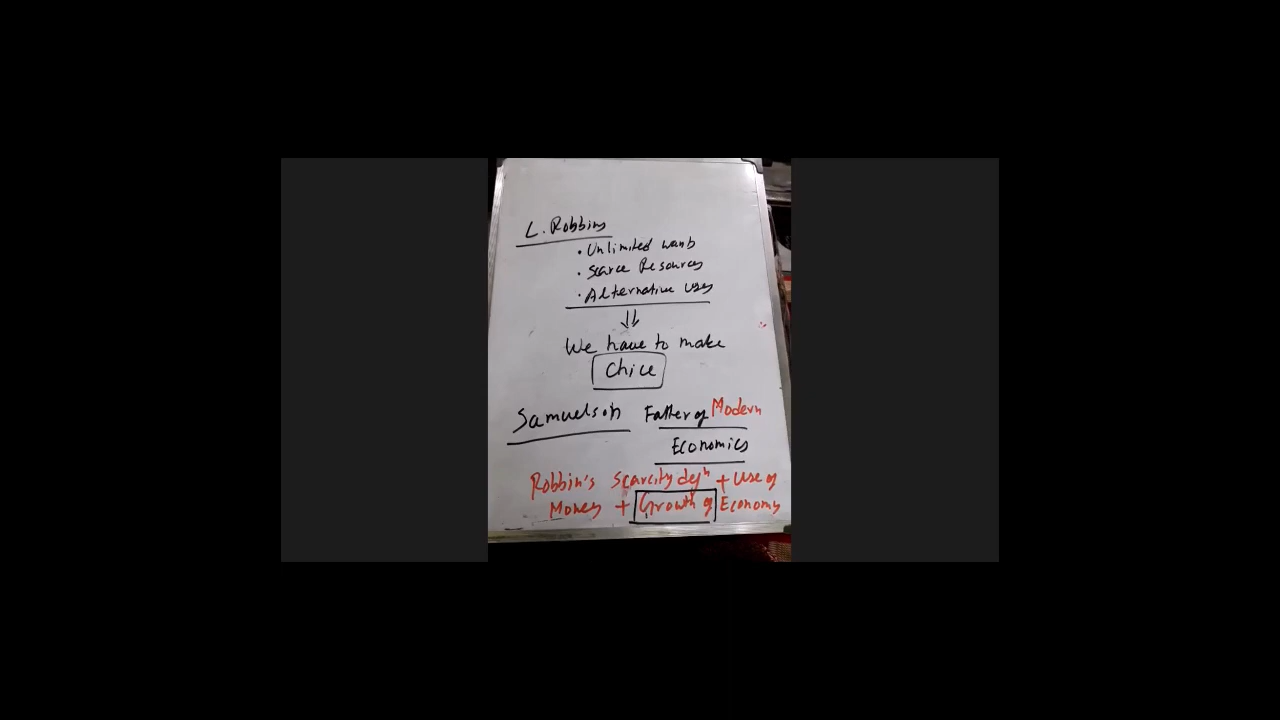 L. Robbins
• Unlimited wants
• Scarce Resources
• Alternative uses
We have to make
Chice
Samuelson Father of Modern
Economics
Robbin's Scarcity defn + Use of
Money + Growth of Economy